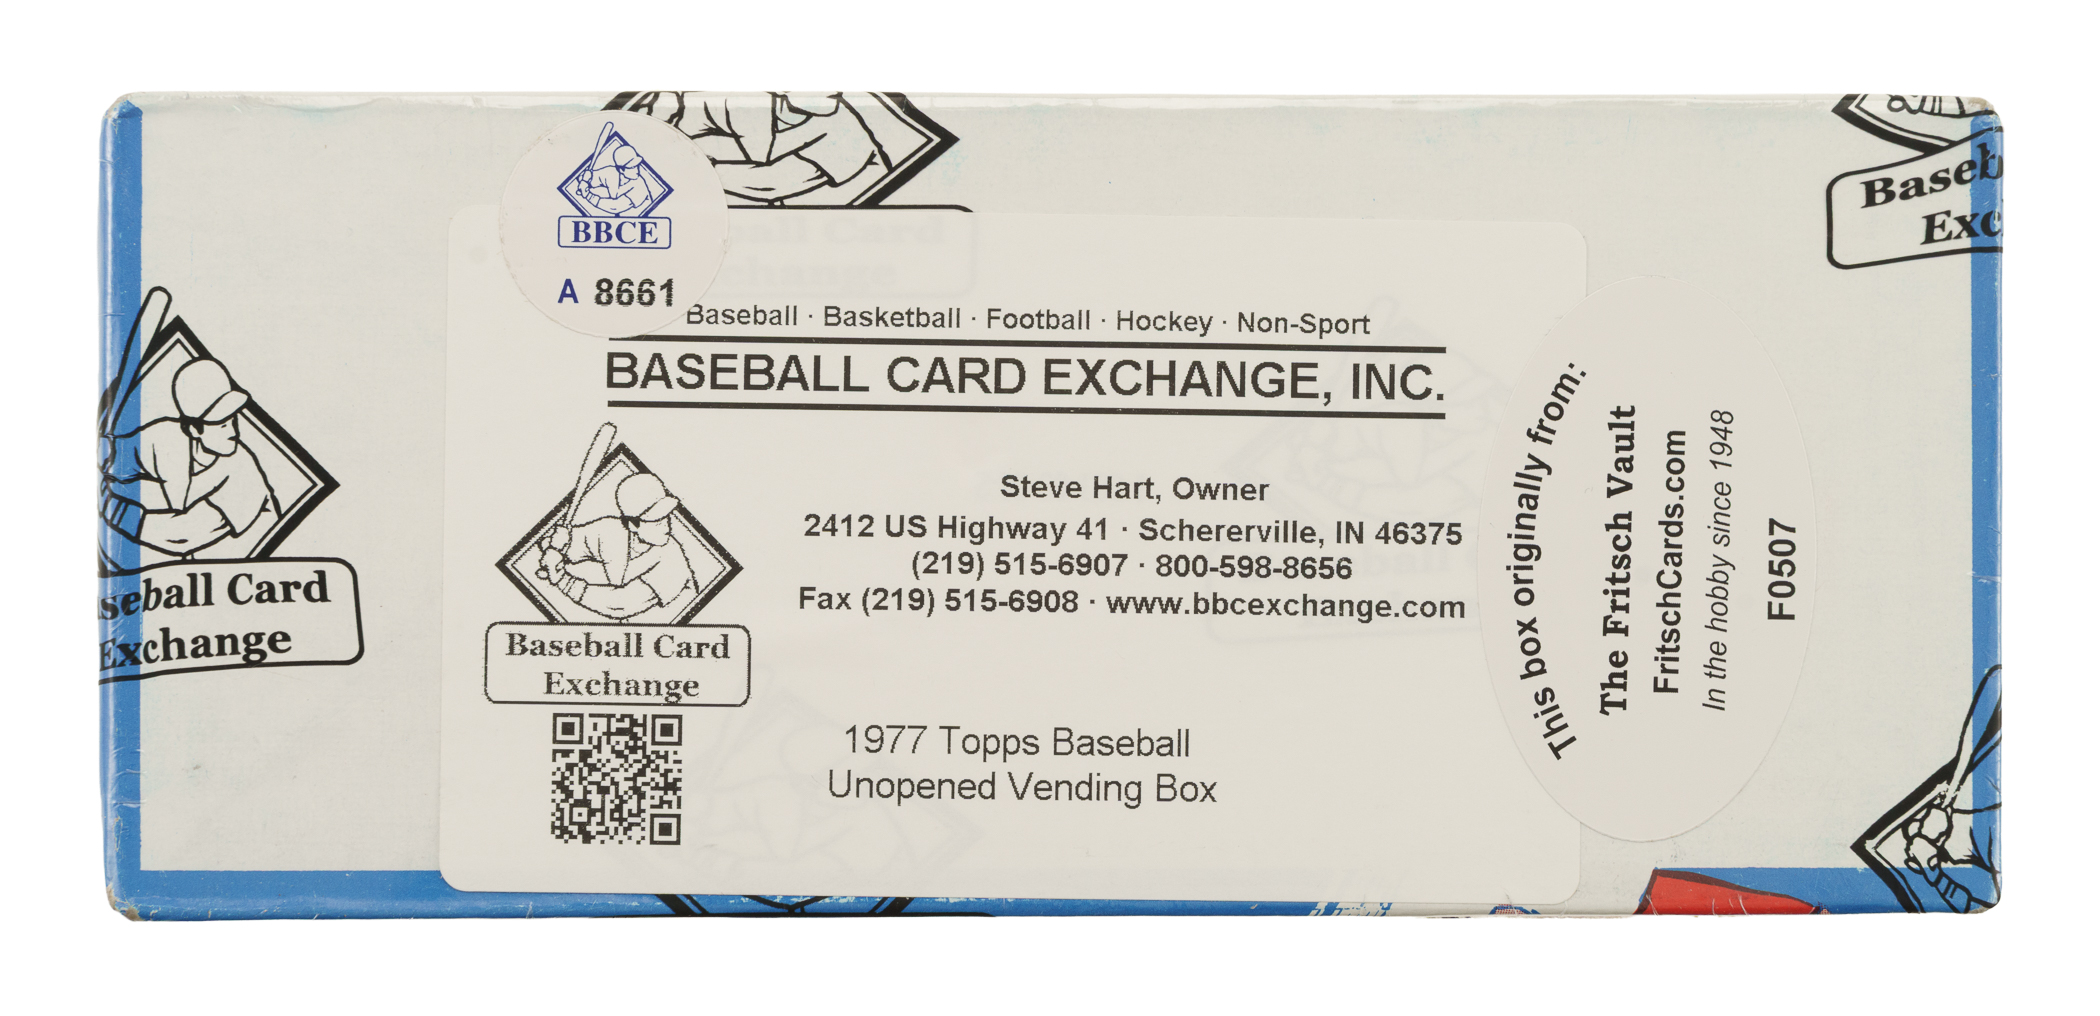 BBCE
A 8661
Baseball · Basketball · Football · Hockey · Non-Sport
BASEBALL CARD EXCHANGE, INC.
Steve Hart, Owner
2412 US Highway 41 · Schererville, IN 46375
(219) 515-6907 · 800-598-8656
Fax (219) 515-6908 · www.bbcexchange.com
Baseball Card
Exchange
1977 Topps Baseball
Unopened Vending Box
This box originally from:
The Fritsch Vault
FritschCards.com
In the hobby since 1948
F0507
seball Card
Exchange
Baseb
Exc